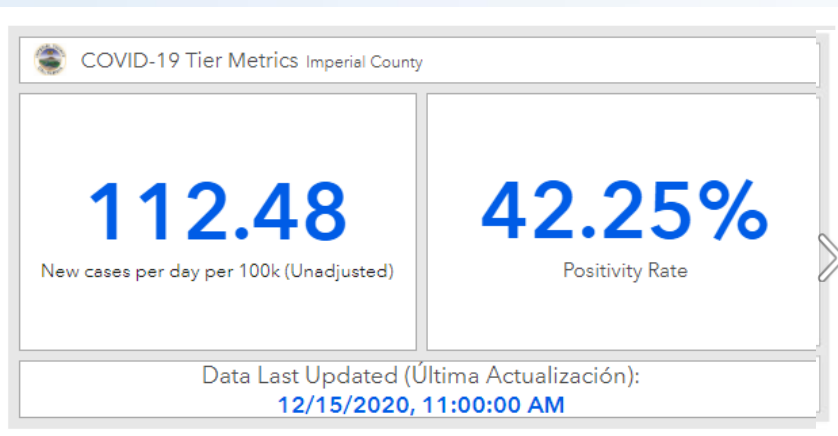 COVID-19 Tier Metrics Imperial County
112.48
New cases per day per 100k (Unadjusted)
42.25%
Positivity Rate
Data Last Updated (Última Actualización):
12/15/2020, 11:00:00 AM